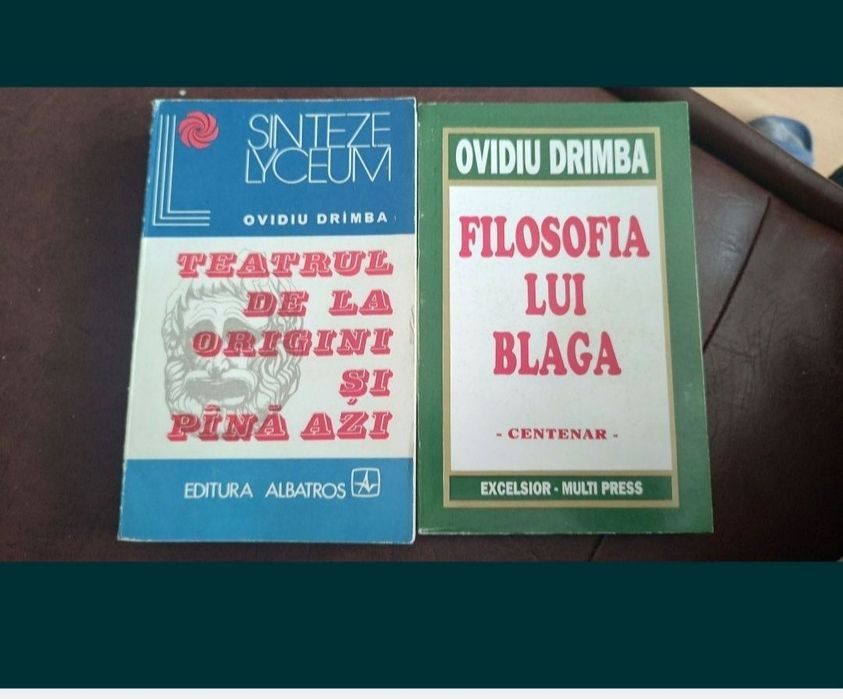 SINTEZE
LYCEUM
OVIDIU DRÎMBA
TEATRUL
DE LA
ORIGINI
ȘI
PÎNĂ AZI
EDITURA ALBATROS
OVIDIU DRIMBA
FILOSOFIA
LUI
BLAGA
- CENTENAR -
EXCELSIOR - MULTI PRESS